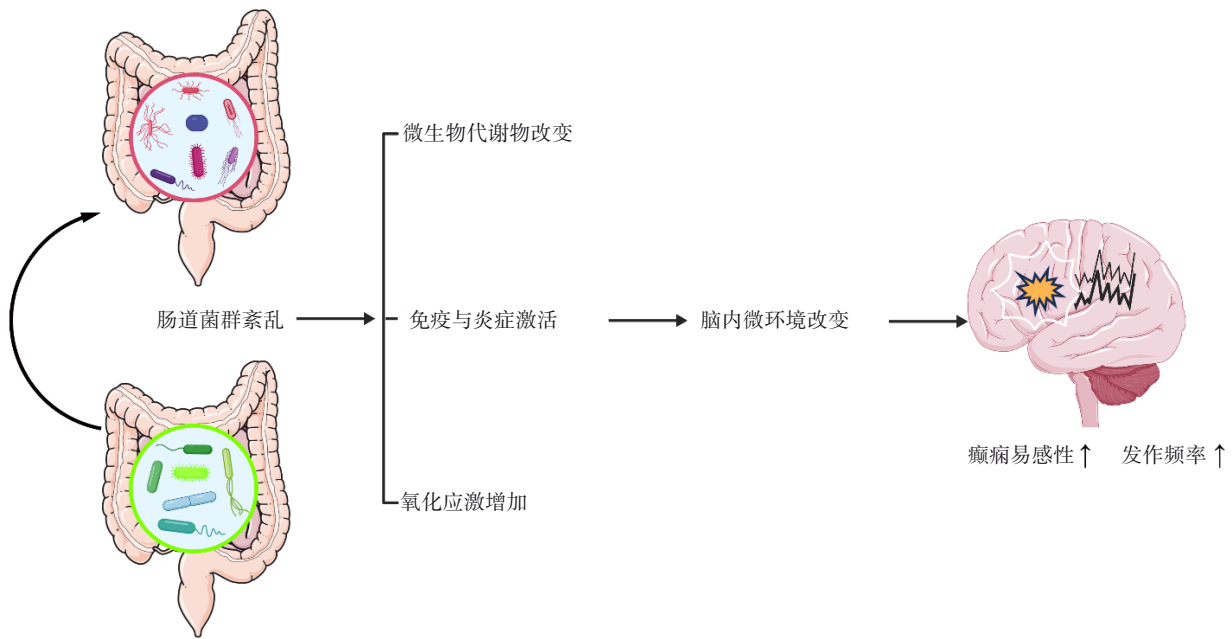 微生物代谢物改变
肠道菌群紊乱
免疫与炎症激活
脑内微环境改变
癫痫易感性↑ 发作频率↑
氧化应激增加